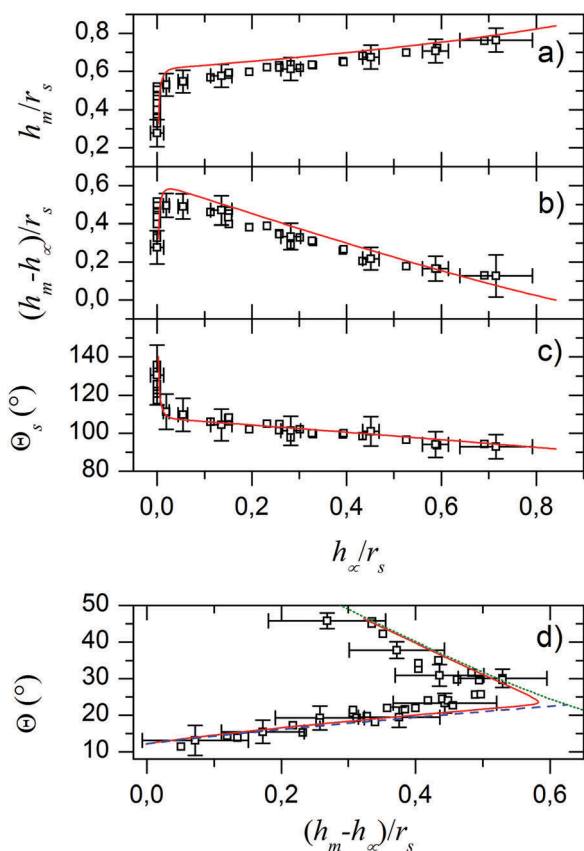 a)
h_m/r_s
0,8
0,6
0,4
0,2
b)
(h_m-h_∝)/r_s
0,6
0,4
0,2
0,0
c)
Θ_s (°)
140
120
100
80
0,0 0,2 0,4 0,6 0,8
h_∝/r_s
d)
Θ (°)
50
40
30
20
10
0,0 0,2 0,4 0,6
(h_m-h_∝)/r_s